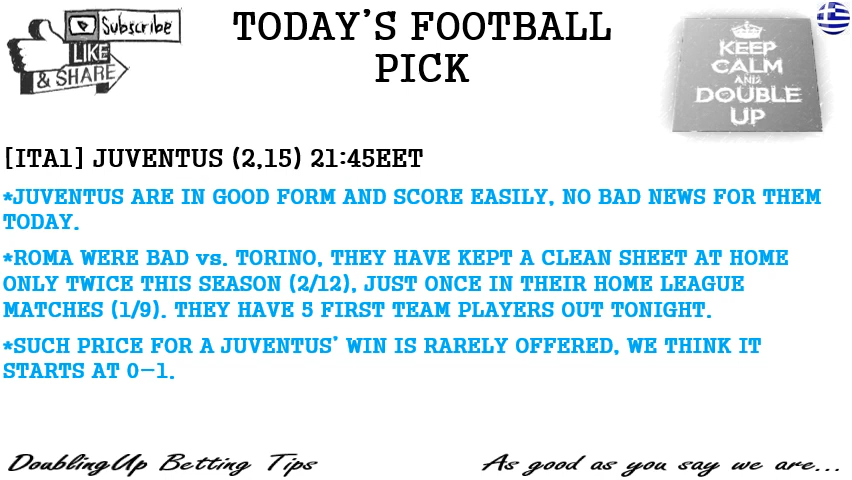 Subscribe
LIKE
& SHARE
TODAY'S FOOTBALL
PICK
KEEP
CALM
AND
DOUBLE
UP
[ITA1] JUVENTUS (2,15) 21:45EET
*JUVENTUS ARE IN GOOD FORM AND SCORE EASILY, NO BAD NEWS FOR THEM
TODAY.
*ROMA WERE BAD vs. TORINO, THEY HAVE KEPT A CLEAN SHEET AT HOME
ONLY TWICE THIS SEASON (2/12), JUST ONCE IN THEIR HOME LEAGUE
MATCHES (1/9). THEY HAVE 5 FIRST TEAM PLAYERS OUT TONIGHT.
*SUCH PRICE FOR A JUVENTUS' WIN IS RARELY OFFERED, WE THINK IT
STARTS AT 0–1.
DoublingUp Betting Tips
As good as you say we are...